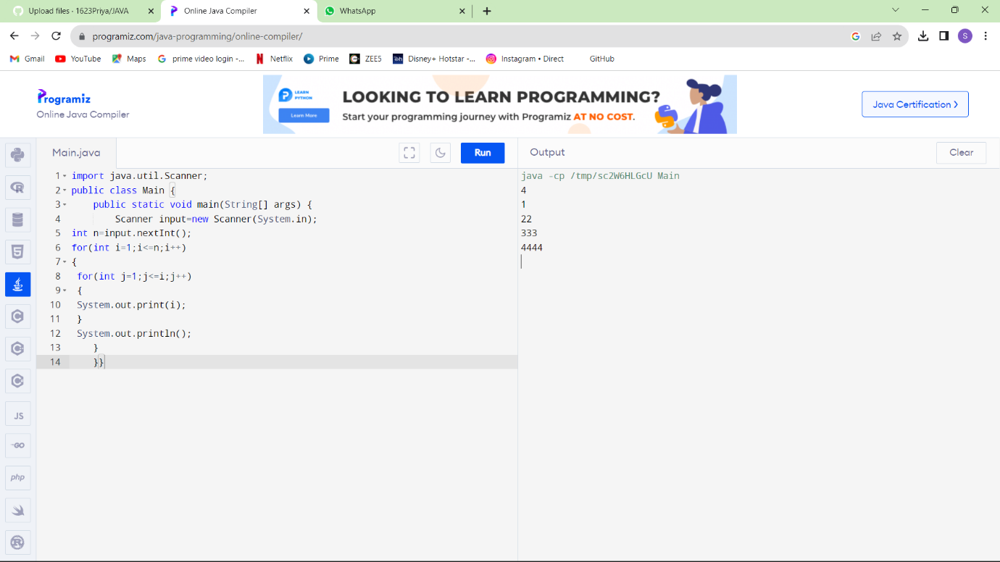 Upload files · 1623Priya/JAVA
Online Java Compiler
WhatsApp
programiz.com/java-programming/online-compiler/
S
Gmail
YouTube
Maps
prime video login -...
Netflix
Prime
ZEE5
Disney+ Hotstar -...
Instagram • Direct
GitHub
Programiz
Online Java Compiler
LEARN
PYTHON
Learn More
LOOKING TO LEARN PROGRAMMING?
Start your programming journey with Programiz AT NO COST.
Java Certification >
Main.java
Run
Output
Clear
1 import java.util.Scanner;
2 public class Main {
3     public static void main(String[] args) {
4         Scanner input=new Scanner(System.in);
5 int n=input.nextInt();
6 for(int i=1;i<=n;i++)
7 {
8  for(int j=1;j<=i;j++)
9  {
10  System.out.print(i);
11  }
12  System.out.println();
13     }
14     }}
java -cp /tmp/sc2W6HLGcU Main
4
1
22
333
4444
JS
GO
php